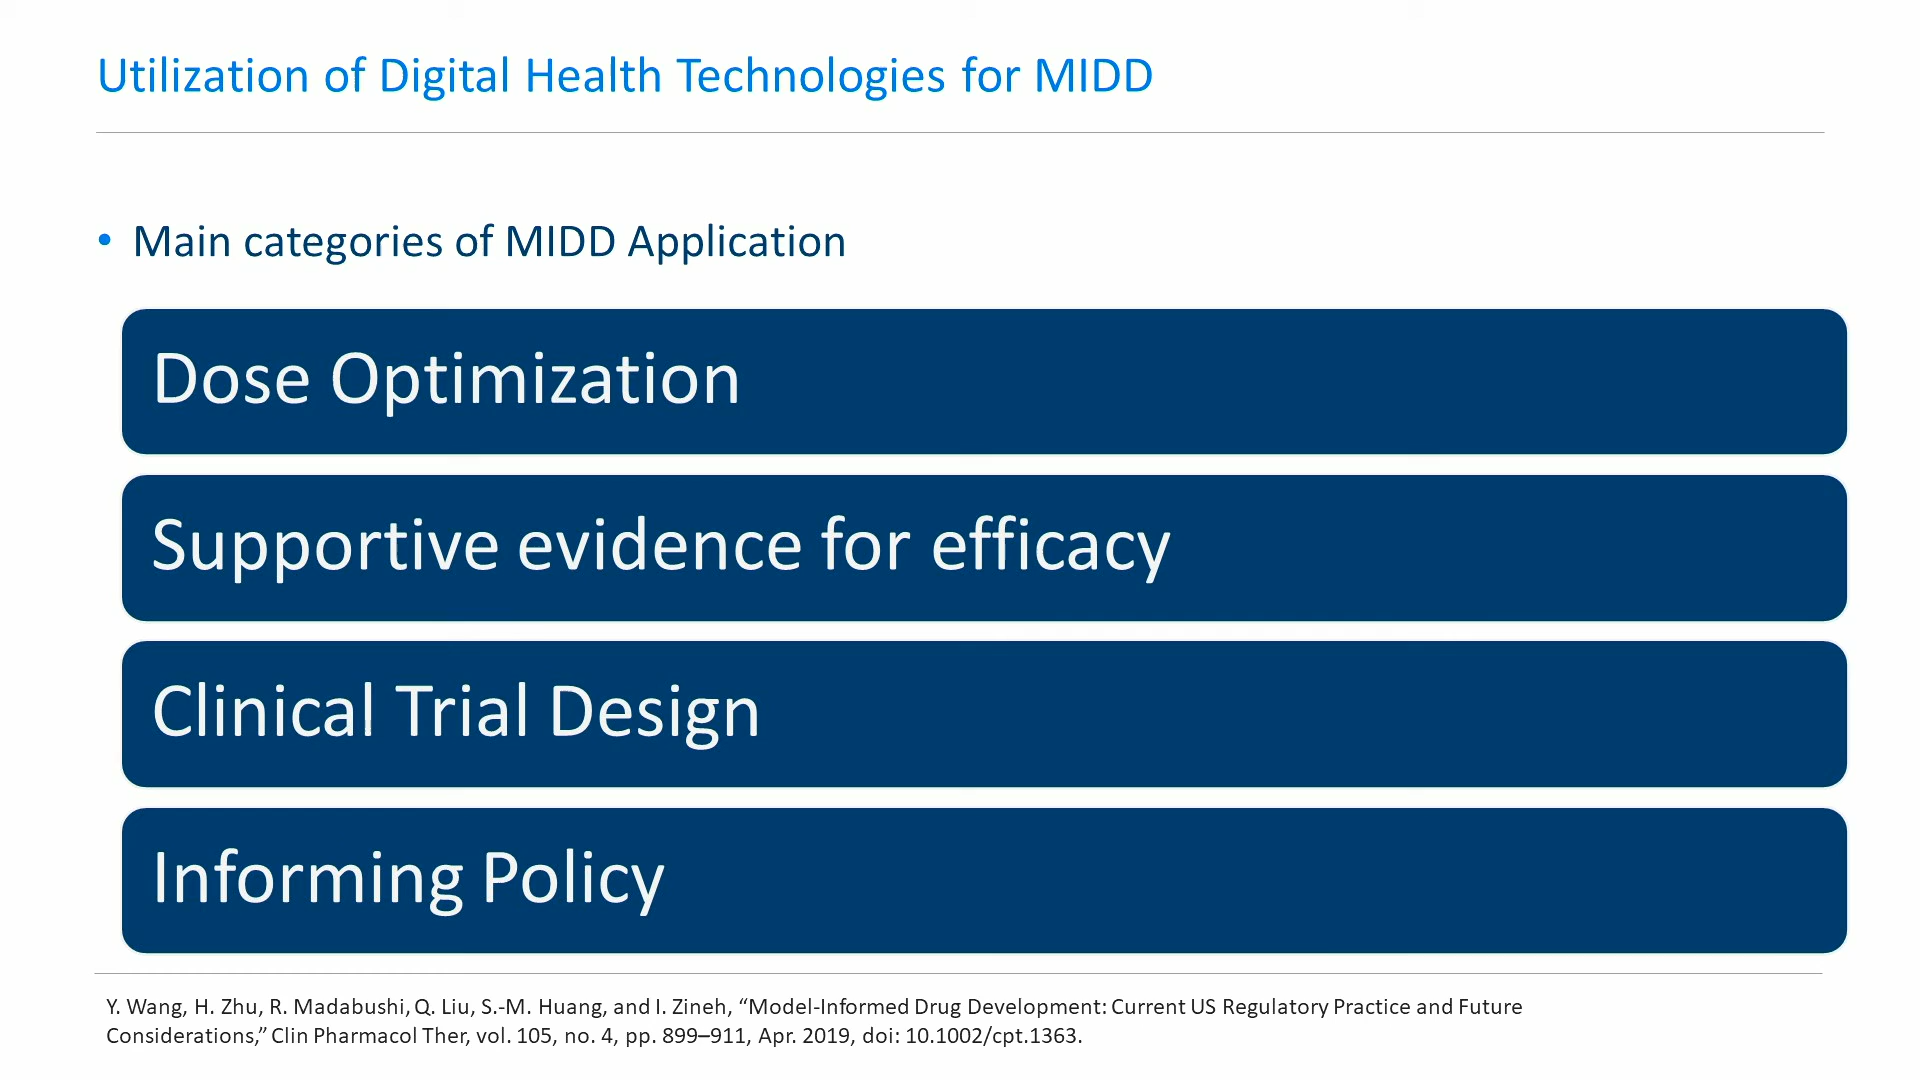 Utilization of Digital Health Technologies for MIDD
• Main categories of MIDD Application
Dose Optimization
Supportive evidence for efficacy
Clinical Trial Design
Informing Policy
Y. Wang, H. Zhu, R. Madabushi, Q. Liu, S.-M. Huang, and I. Zineh, “Model-Informed Drug Development: Current US Regulatory Practice and Future
Considerations,” Clin Pharmacol Ther, vol. 105, no. 4, pp. 899–911, Apr. 2019, doi: 10.1002/cpt.1363.